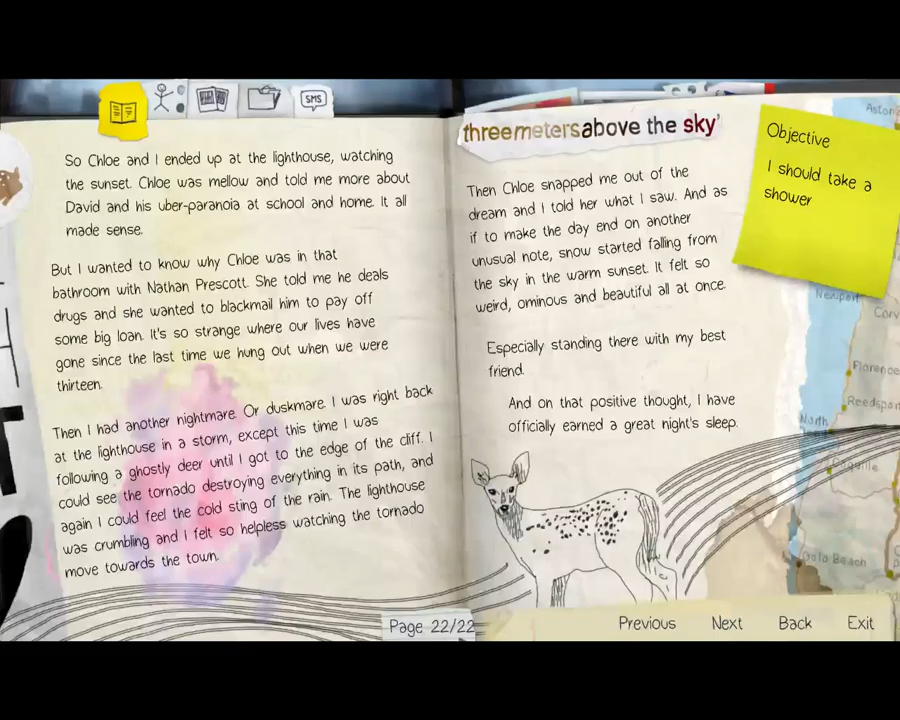 SMS
So Chloe and I ended up at the lighthouse, watching
the sunset. Chloe was mellow and told me more about
David and his uber-paranoia at school and home. It all
made sense.
But I wanted to know why Chloe was in that
bathroom with Nathan Prescott. She told me he deals
drugs and she wanted to blackmail him to pay off
some big loan. It's so strange where our lives have
gone since the last time we hung out when we were
thirteen.
Then I had another nightmare. Or duskmare. I was right back
at the lighthouse in a storm, except this time I was
following a ghostly deer until I got to the edge of the cliff. I
could see the tornado destroying everything in its path, and
again I could feel the cold sting of the rain. The lighthouse
was crumbling and I felt so helpless watching the tornado
move towards the town.
threemetersabove the sky'
Then Chloe snapped me out of the
dream and I told her what I saw. And as
if to make the day end on another
unusual note, snow started falling from
the sky in the warm sunset. It felt so
weird, ominous and beautiful all at once.
Especially standing there with my best
friend.
And on that positive thought, I have
officially earned a great night's sleep.
Objective
I should take a
shower
Newport
Florence
North
Coquille
Gold Beach
Page 22/22
Previous Next Back Exit